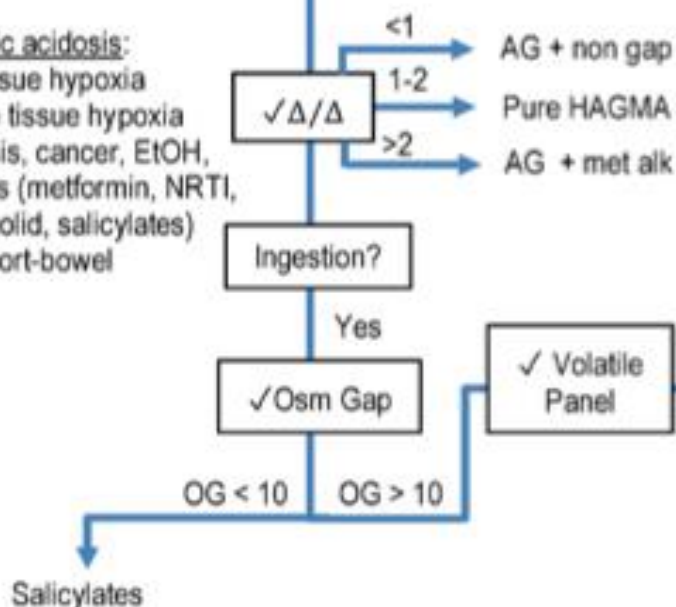 c acidosis:
sue hypoxia
tissue hypoxia
is, cancer, EtOH,
s (metformin, NRTI,
olid, salicylates)
ort-bowel
<1
AG + non gap
✓Δ/Δ
1-2
Pure HAGMA
>2
AG + met alk
Ingestion?
Yes
✓Osm Gap
✓ Volatile
Panel
OG < 10
OG > 10
Salicylates